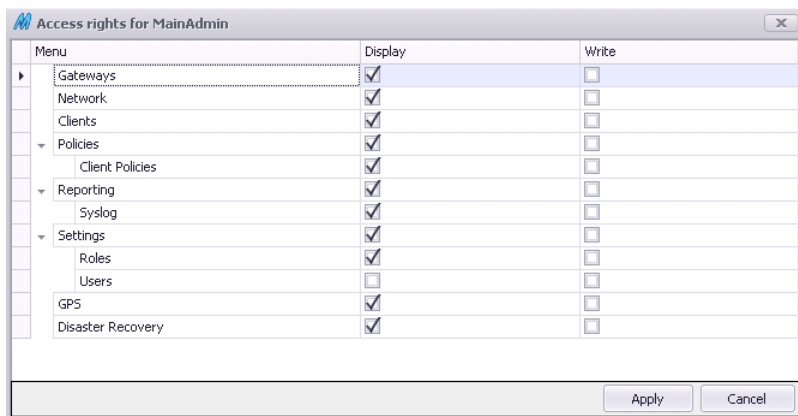 Access rights for MainAdmin
Menu Display Write
Gateways
Network
Clients
Policies
Client Policies
Reporting
Syslog
Settings
Roles
Users
GPS
Disaster Recovery
Apply Cancel